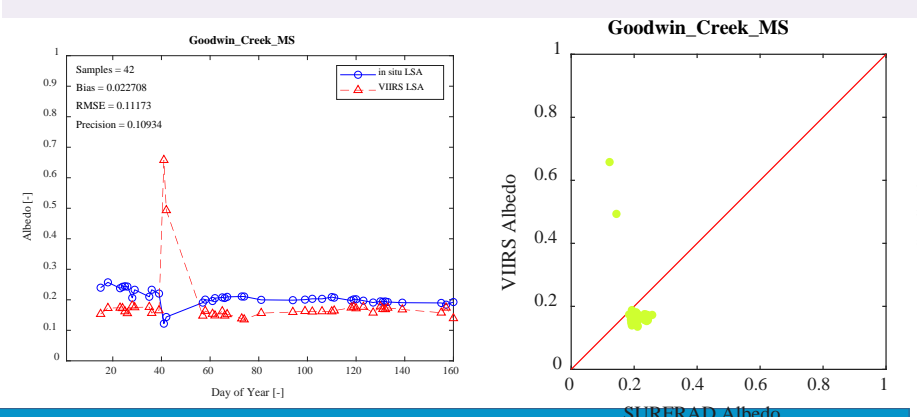 Goodwin_Creek_MS
Samples = 42
Bias = 0.022708
RMSE = 0.11173
Precision = 0.10934
in situ LSA
VIIRS LSA
1
0.9
0.8
0.7
0.6
0.5
0.4
0.3
0.2
0.1
0
Albedo [-]
20 40 60 80 100 120 140 160
Day of Year [-]
Goodwin_Creek_MS
1
0.8
0.6
0.4
0.2
0
VIIRS Albedo
0 0.2 0.4 0.6 0.8 1
SURFRAD Albedo